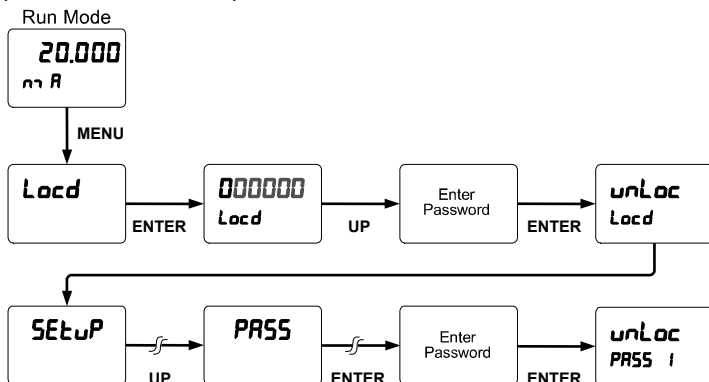 Run Mode
20.000
mA
MENU
Locd
ENTER
000000
Locd
UP
Enter
Password
ENTER
unLoc
Locd
SEtuP
UP
PASS
ENTER
Enter
Password
ENTER
unLoc
PASS 1